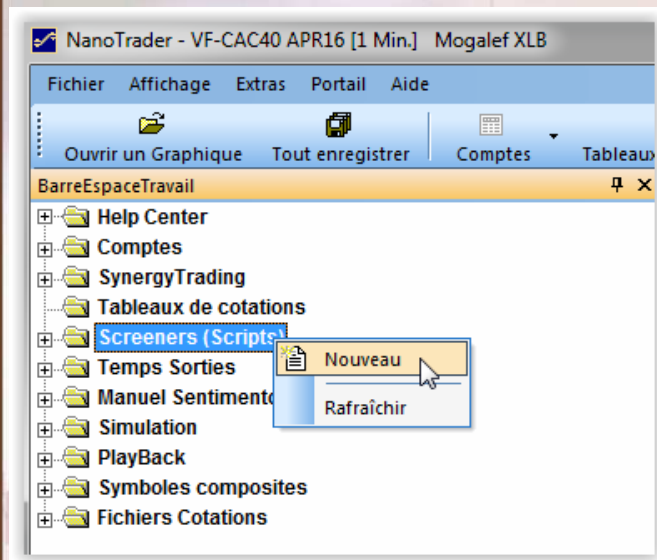 NanoTrader - VF-CAC40 APR16 [1 Min.] Mogalef XLB
Fichier Affichage Extras Portail Aide
Ouvrir un Graphique Tout enregistrer Comptes Tableaux
BarreEspaceTravail
Help Center
Comptes
SynergyTrading
Tableaux de cotations
Screeners (Scripts)
Nouveau
Temps Sorties
Manuel Sentimento
Rafraîchir
Simulation
PlayBack
Symboles composites
Fichiers Cotations